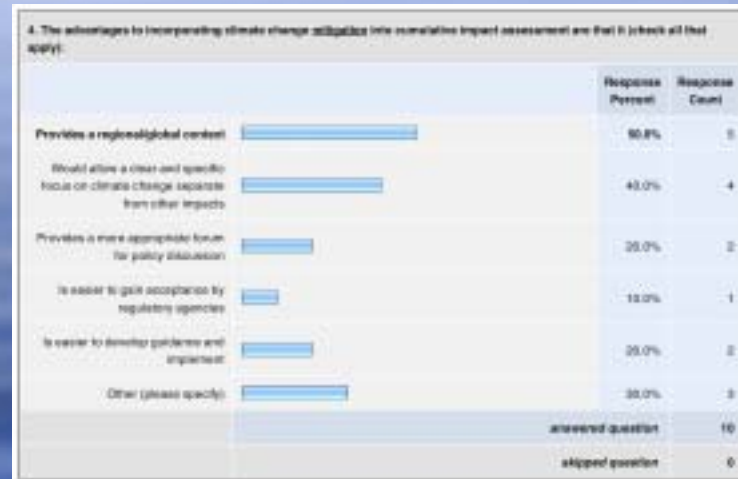 4. The advantages to incorporating climate change mitigation into cumulative impact assessment are that it (check all that
apply):
Response Percent
Response Count
Provides a regional/global context
50.0%
5
Would allow a clear and specific
focus on climate change separate
from other impacts
40.0%
4
Provides a more appropriate forum
for policy discussion
20.0%
2
Is easier to gain acceptance by
regulatory agencies
10.0%
1
Is easier to develop guidance and
implement
20.0%
2
Other (please specify)
30.0%
3
answered question
10
skipped question
0